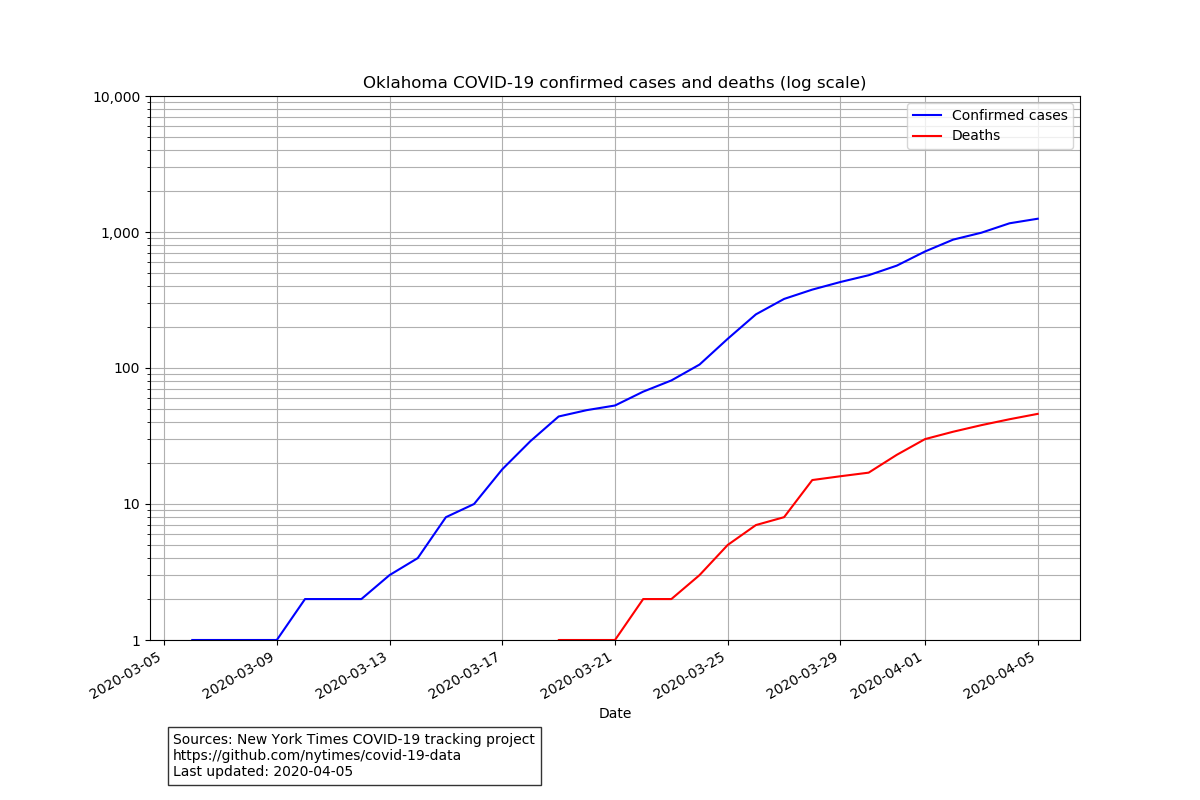 Oklahoma COVID-19 confirmed cases and deaths (log scale)
10,000
1,000
100
10
1
Confirmed cases
Deaths
2020-03-05
2020-03-09
2020-03-13
2020-03-17
2020-03-21
2020-03-25
2020-03-29
2020-04-01
2020-04-05
Date
Sources: New York Times COVID-19 tracking project
https://github.com/nytimes/covid-19-data
Last updated: 2020-04-05